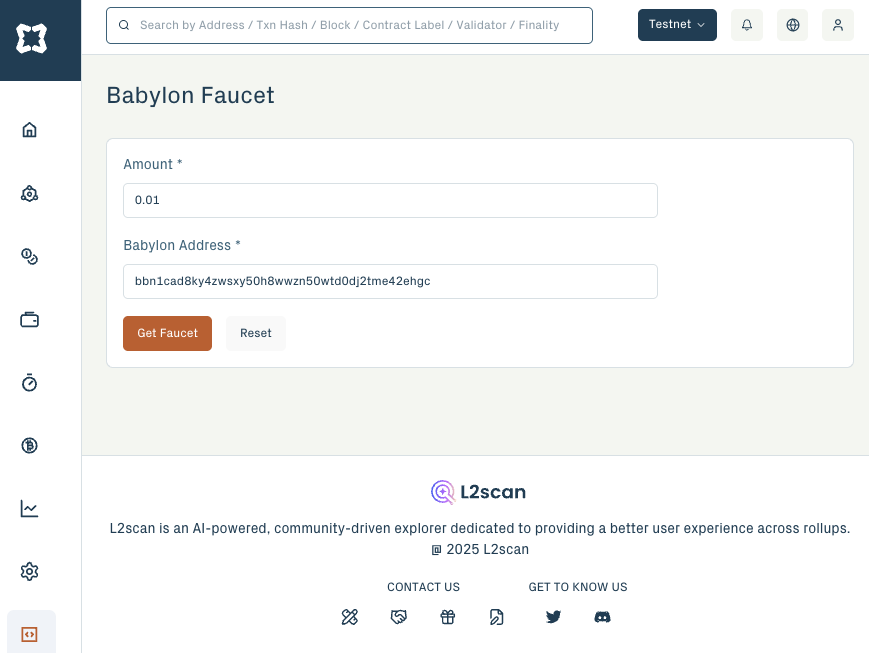 Search by Address / Txn Hash / Block / Contract Label / Validator / Finality
Testnet
Babylon Faucet
Amount *
0.01
Babylon Address *
bbn1cad8ky4zwsxy50h8wwzn50wtd0dj2tme42ehgc
Get Faucet
Reset
L2scan
L2scan is an AI-powered, community-driven explorer dedicated to providing a better user experience across rollups.
@ 2025 L2scan
CONTACT US
GET TO KNOW US